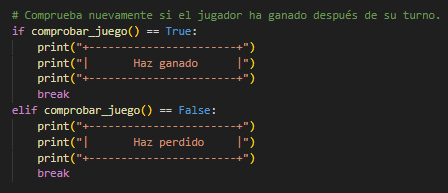 # Comprueba nuevamente si el jugador ha ganado después de su turno.
if comprobar_juego() == True:
    print("+-----------------------+")
    print("|       Haz ganado      |")
    print("+-----------------------+")
    break
elif comprobar_juego() == False:
    print("+-----------------------+")
    print("|       Haz perdido     |")
    print("+-----------------------+")
    break